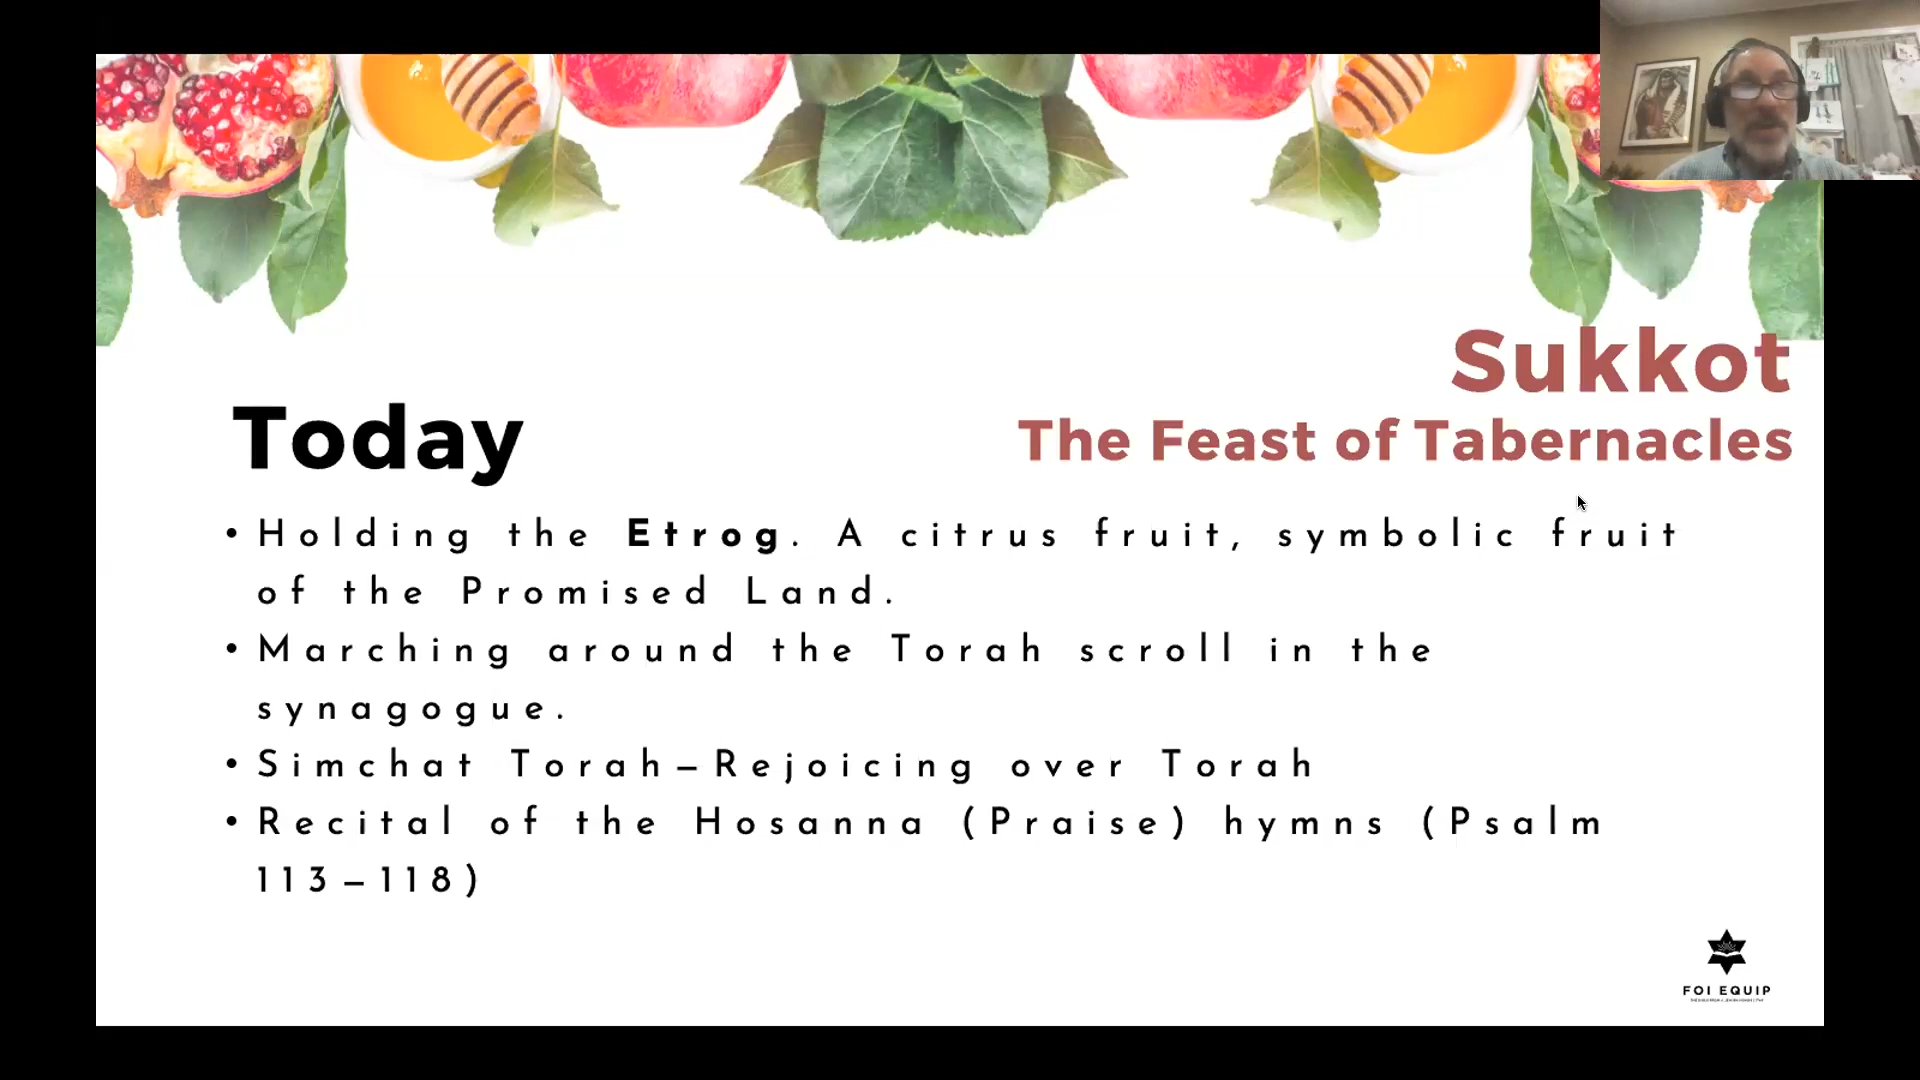 Sukkot
The Feast of Tabernacles
Today
• Holding the Etrog. A citrus fruit, symbolic fruit
of the Promised Land.
• Marching around the Torah scroll in the
synagogue.
• Simchat Torah—Rejoicing over Torah
• Recital of the Hosanna (Praise) hymns (Psalm
113–118)
FOI EQUIP